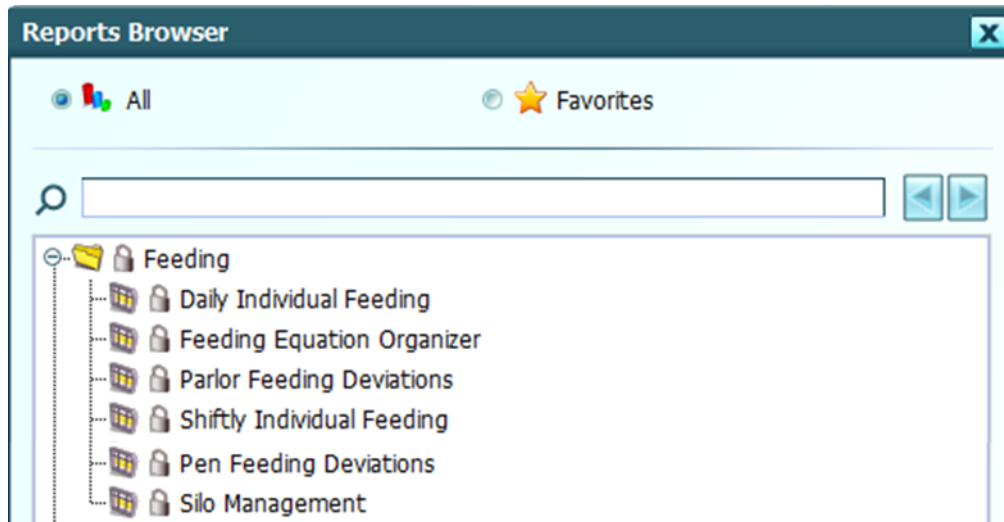 Reports Browser
All Favorites
Feeding
Daily Individual Feeding
Feeding Equation Organizer
Parlor Feeding Deviations
Shiftly Individual Feeding
Pen Feeding Deviations
Silo Management